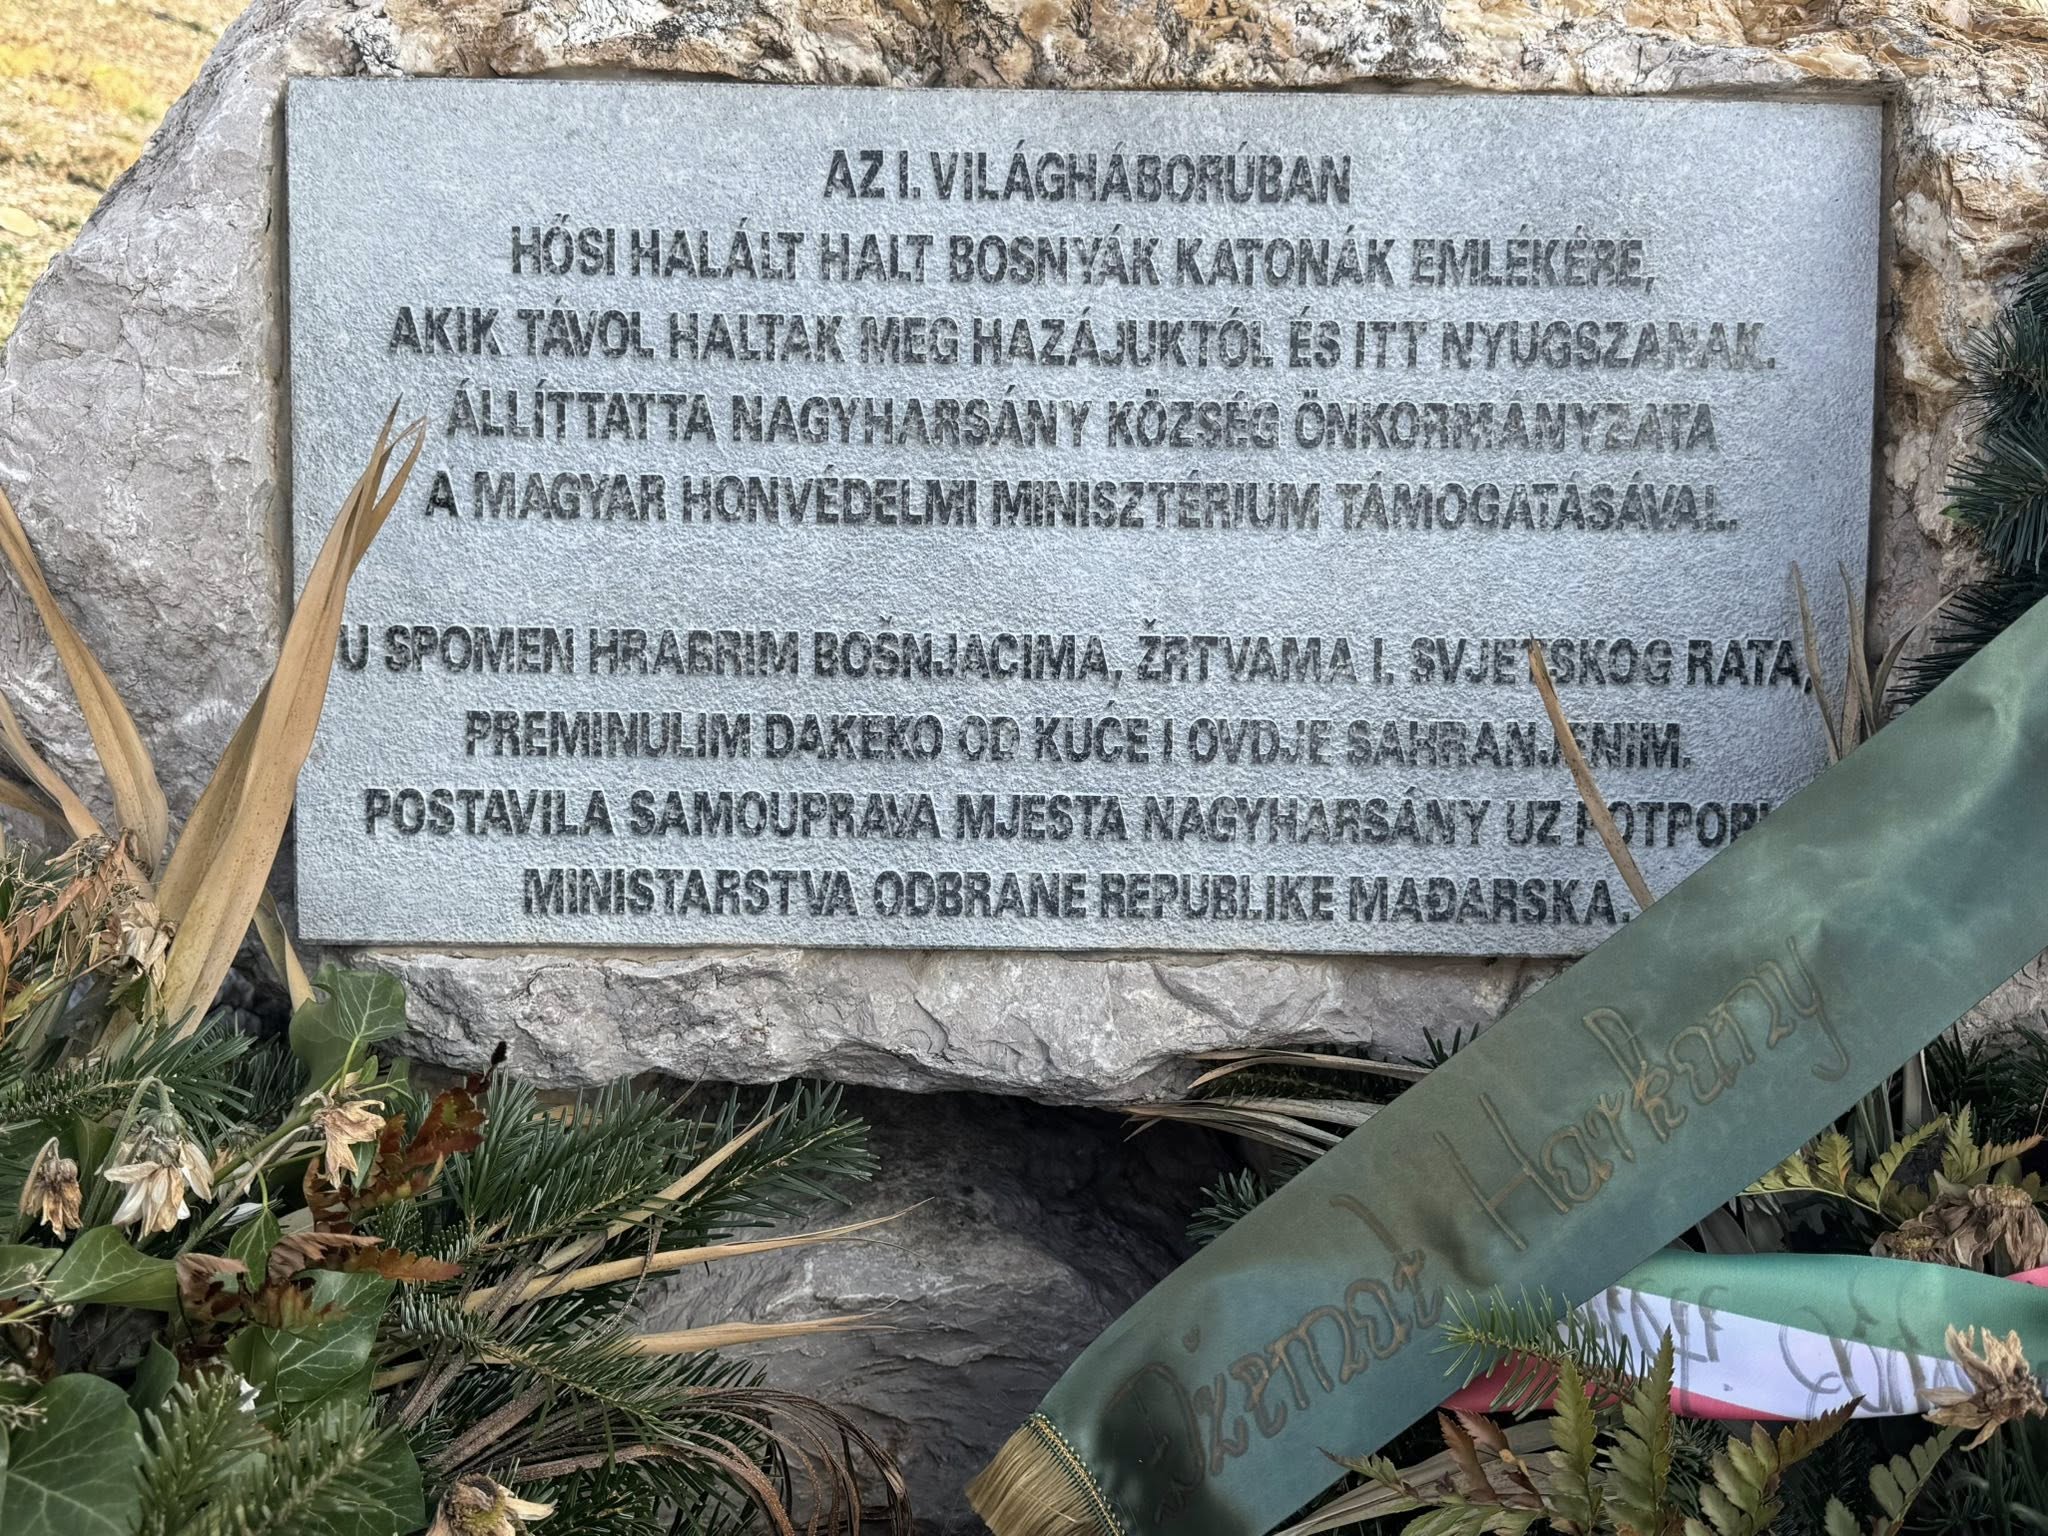 AZ I. VILÁGHÁBORÚBAN
HŐSI HALÁLT HALT BOSNYÁK KATONÁK EMLÉKÉRE,
AKIK TÁVOL HALTAK MEG HAZÁJUKTÓL ÉS ITT NYUGSZANAK.
ÁLLÍTTATTA NAGYHARSÁNY KÖZSÉG ÖNKORMÁNYZATA
A MAGYAR HONVÉDELMI MINISZTÉRIUM TÁMOGATÁSÁVAL.
U SPOMEN HRABRIM BOŠNJACIMA, ŽRTVAMA I. SVJETSKOG RATA,
PREMINULIM DAKEKO OD KUĆE I OVDJE SAHRANJENIM.
POSTAVILA SAMOUPRAVA MJESTA NAGYHARSÁNY UZ
MINISTARSTVA ODBRANE REPUBLIKE MAĐARSKA.
Džemat Harkany